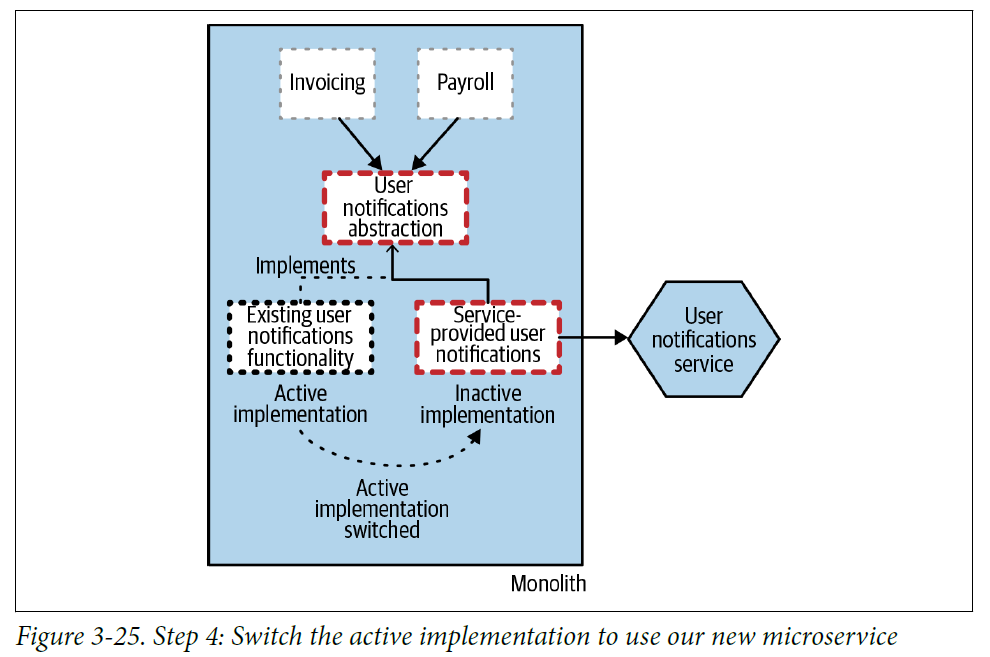 Invoicing
Payroll
User
notifications
abstraction
Implements
Existing user
notifications
functionality
Service-
provided user
notifications
User
notifications
service
Active
implementation
Inactive
implementation
Active
implementation
switched
Monolith
Figure 3-25. Step 4: Switch the active implementation to use our new microservice